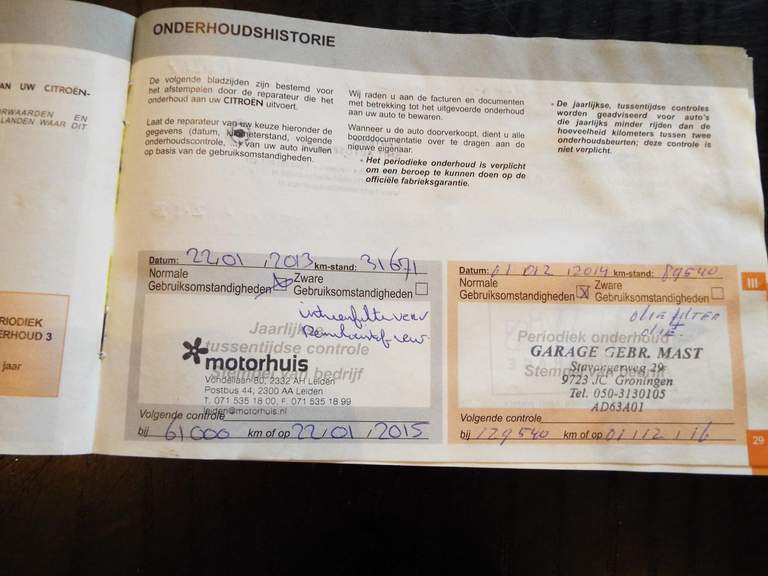 ONDERHOUDSHISTORIE
AN UW CITROËN-
RWAARDEN EN
LANDEN WAAR DIT
RIODIEK
ERHOUD 3
jaar
De volgende bladzijden zijn bestemd voor
het afstempelen door de reparateur die het
onderhoud aan uw CITROËN uitvoert.
Laat de reparateur van uw keuze hieronder de
gegevens (datum, kilometerstand, volgende
onderhoudscontrole, van uw auto invullen
op basis van de gebruiksomstandigheden.
Wij raden u aan de facturen en documenten
met betrekking tot het uitgevoerde onderhoud
aan uw auto te bewaren.
Wanneer u de auto doorverkoopt, dient u alle
boorddocumentatie over te dragen aan de
nieuwe eigenaar.
- Het periodieke onderhoud is verplicht
om een beroep te kunnen doen op de
officiële fabrieksgarantie.
- De jaarlijkse, tussentijdse controles
worden geadviseerd voor auto's
die jaarlijks minder rijden dan de
hoeveelheid kilometers tussen twee
onderhoudsbeurten; deze controle is
niet verplicht.
Datum: 22/01 / 2013 km-stand: 31671
Normale Zware
Gebruiksomstandigheden Gebruiksomstandigheden
Jaarlijkse
tussentijdse controle
Stempel van bedrijf
motorhuis
Vondellaan 80, 2332 AH Leiden
Postbus 44, 2300 AA Leiden
T. 071 535 18 00, F. 071 535 18 99
leiden@motorhuis.nl
Volgende controle
bij 61000 km of op 22/01 / 2015
Datum: 01 / 012 / 2014 km-stand: 89540
Normale Zware
Gebruiksomstandigheden Gebruiksomstandigheden
OLIE FILTER
+
OLIE.
Periodiek onderhoud
Stempel van bedrijf
GARAGE GEBR. MAST
Stavangerweg 29
9723 JC Groningen
Tel. 050-3130105
AD63A01
Volgende controle
bij 129540 km of op 01 / 12 / 16
III
29